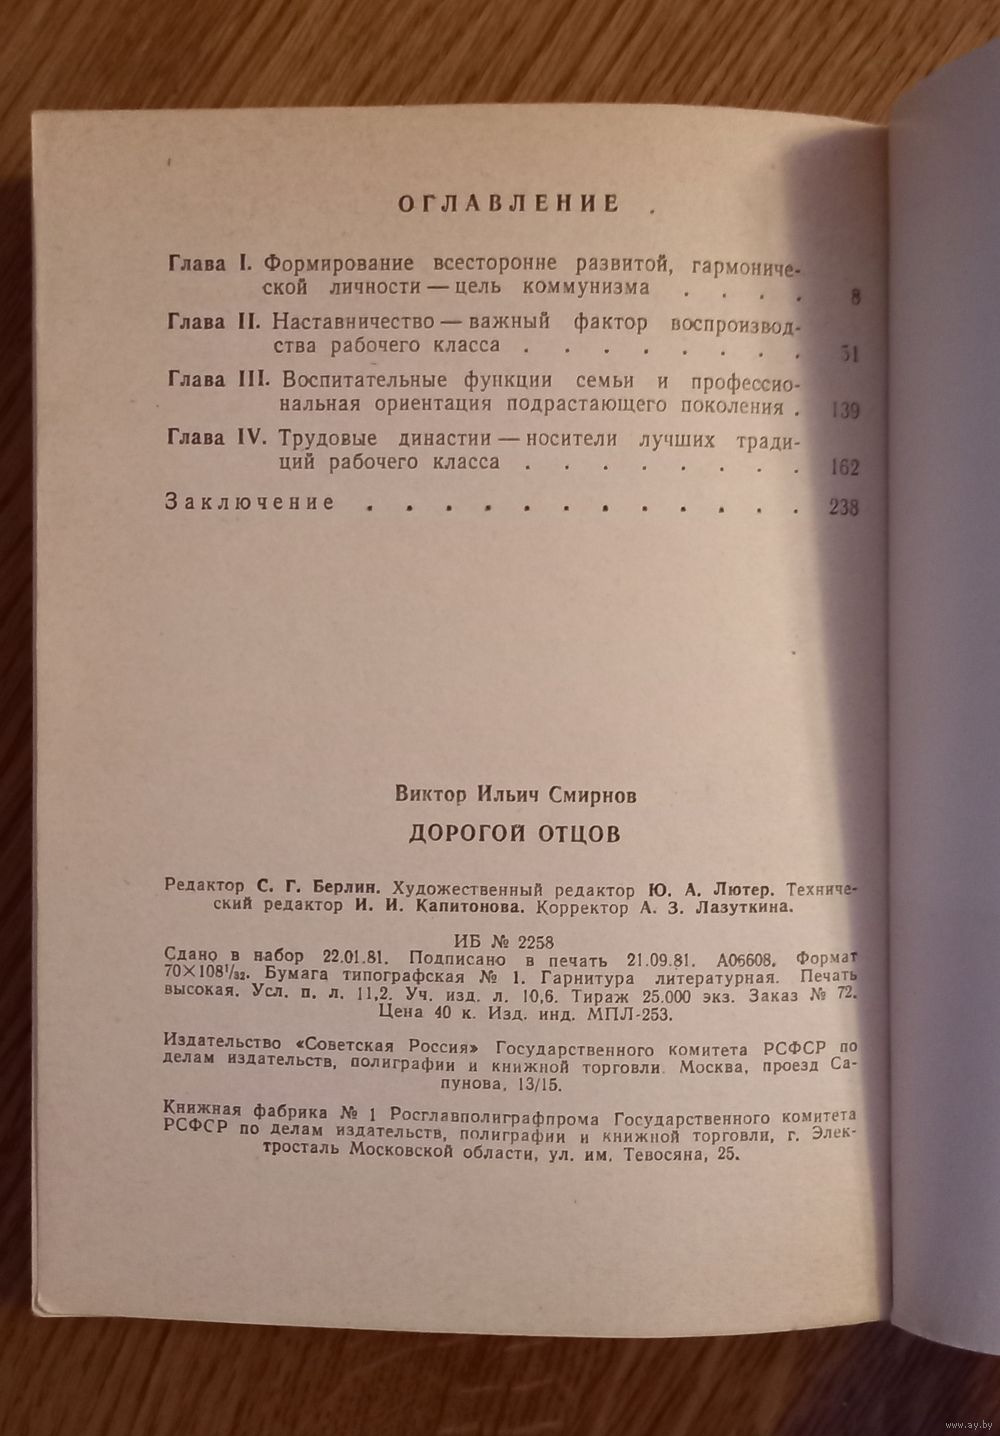 ОГЛАВЛЕНИЕ
Глава I. Формирование всесторонне развитой, гармониче-
ской личности — цель коммунизма . . . . 8
Глава II. Наставничество — важный фактор воспроизвод-
ства рабочего класса . . . . . . . . 51
Глава III. Воспитательные функции семьи и профессио-
нальная ориентация подрастающего поколения . 139
Глава IV. Трудовые династии — носители лучших тради-
ций рабочего класса . . . . . . . . 162
Заключение . . . . . . . . . . . . 238
Виктор Ильич Смирнов
ДОРОГОЙ ОТЦОВ
Редактор С. Г. Берлин. Художественный редактор Ю. А. Лютер. Техниче-
ский редактор И. И. Капитонова. Корректор А. З. Лазуткина.
ИБ № 2258
Сдано в набор 22.01.81. Подписано в печать 21.09.81. А06608. Формат
70×108¹/₃₂. Бумага типографская № 1. Гарнитура литературная. Печать
высокая. Усл. п. л. 11,2. Уч. изд. л. 10,6. Тираж 25.000 экз. Заказ № 72.
Цена 40 к. Изд. инд. МПЛ-253.
Издательство «Советская Россия» Государственного комитета РСФСР по
делам издательств, полиграфии и книжной торговли. Москва, проезд Са-
пунова, 13/15.
Книжная фабрика № 1 Росглавполиграфпрома Государственного комитета
РСФСР по делам издательств, полиграфии и книжной торговли, г. Элек-
тросталь Московской области, ул. им. Тевосяна, 25.
www.ay.by